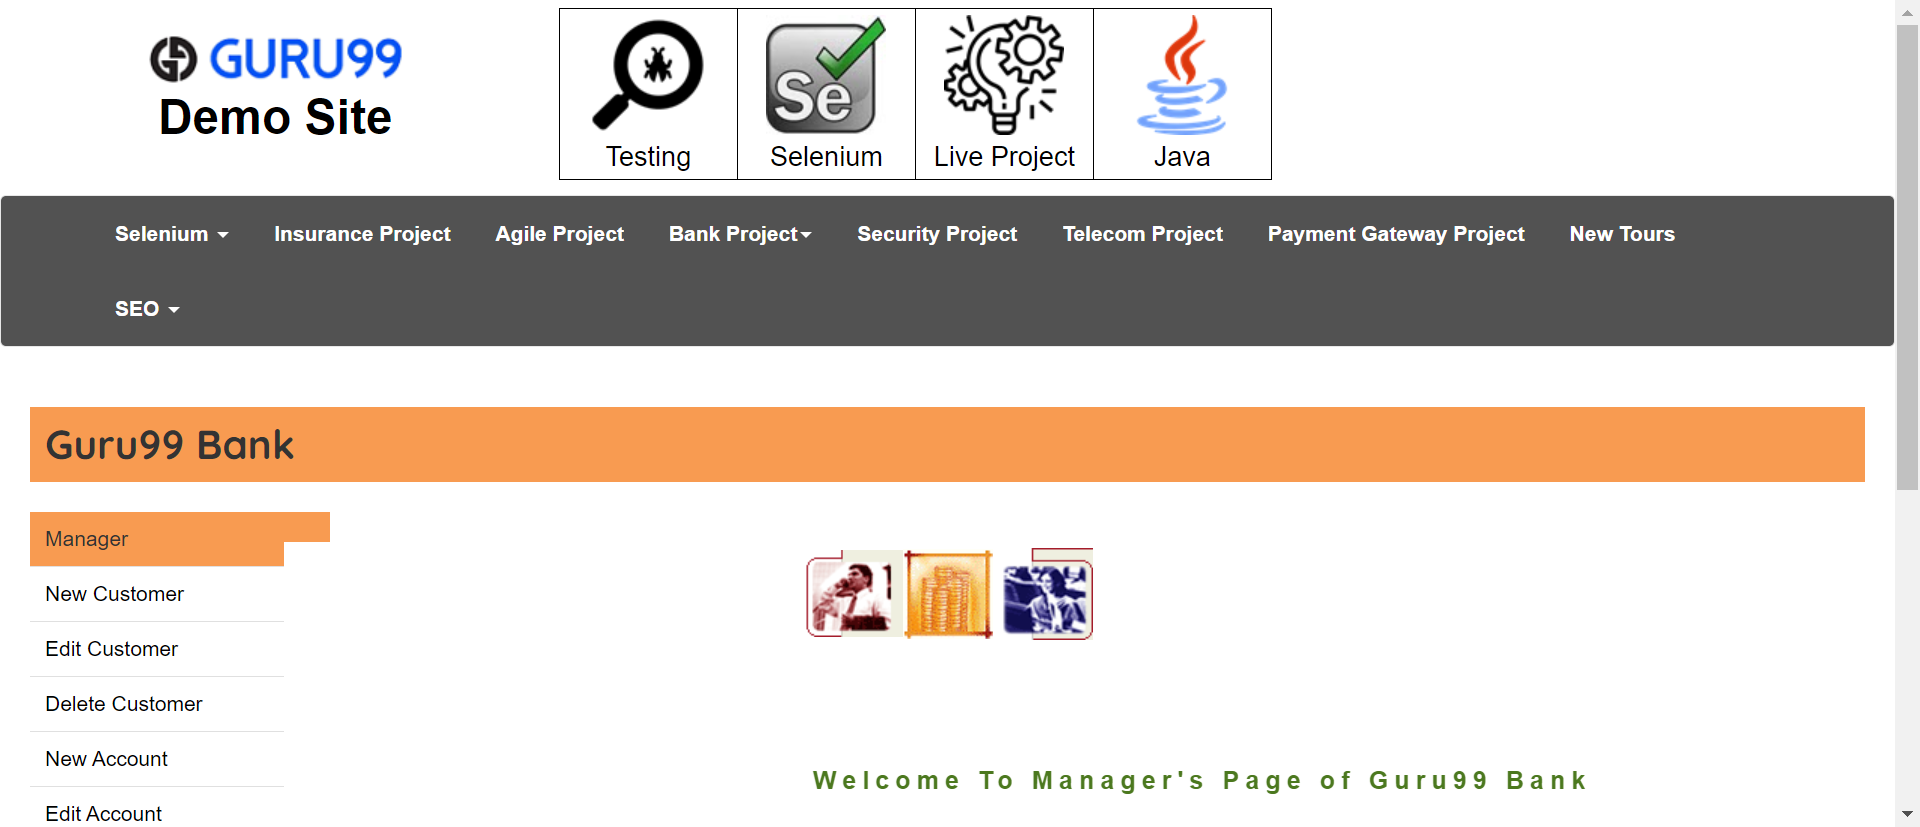 GURU99
Demo Site
Testing
Se
Selenium
Live Project
Java
Selenium
Insurance Project
Agile Project
Bank Project
Security Project
Telecom Project
Payment Gateway Project
New Tours
SEO
Guru99 Bank
Manager
New Customer
Edit Customer
Delete Customer
New Account
Edit Account
Welcome To Manager's Page of Guru99 Bank